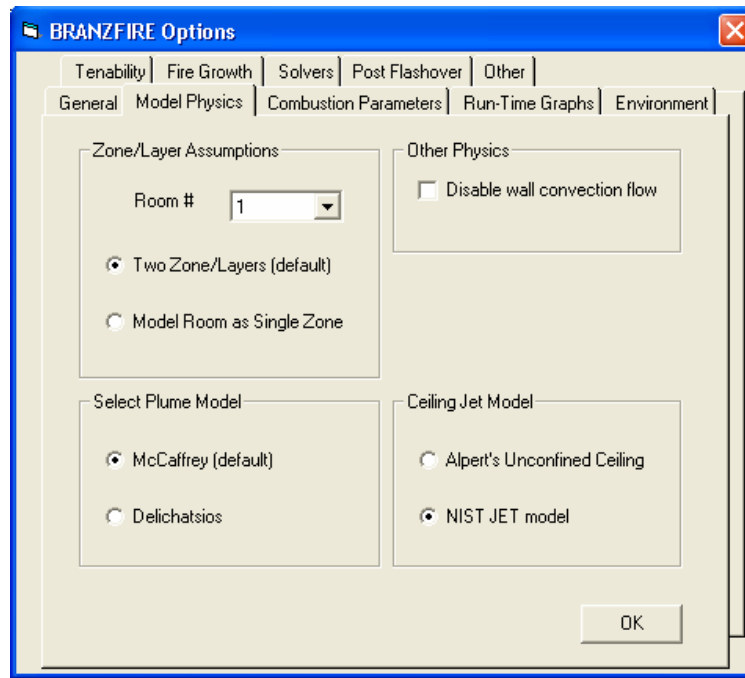 BRANZFIRE Options
Tenability Fire Growth Solvers Post Flashover Other
General Model Physics Combustion Parameters Run-Time Graphs Environment
Zone/Layer Assumptions
Room # 1
Two Zone/Layers (default)
Model Room as Single Zone
Other Physics
Disable wall convection flow
Select Plume Model
McCaffrey (default)
Delichatsios
Ceiling Jet Model
Alpert's Unconfined Ceiling
NIST JET model
OK